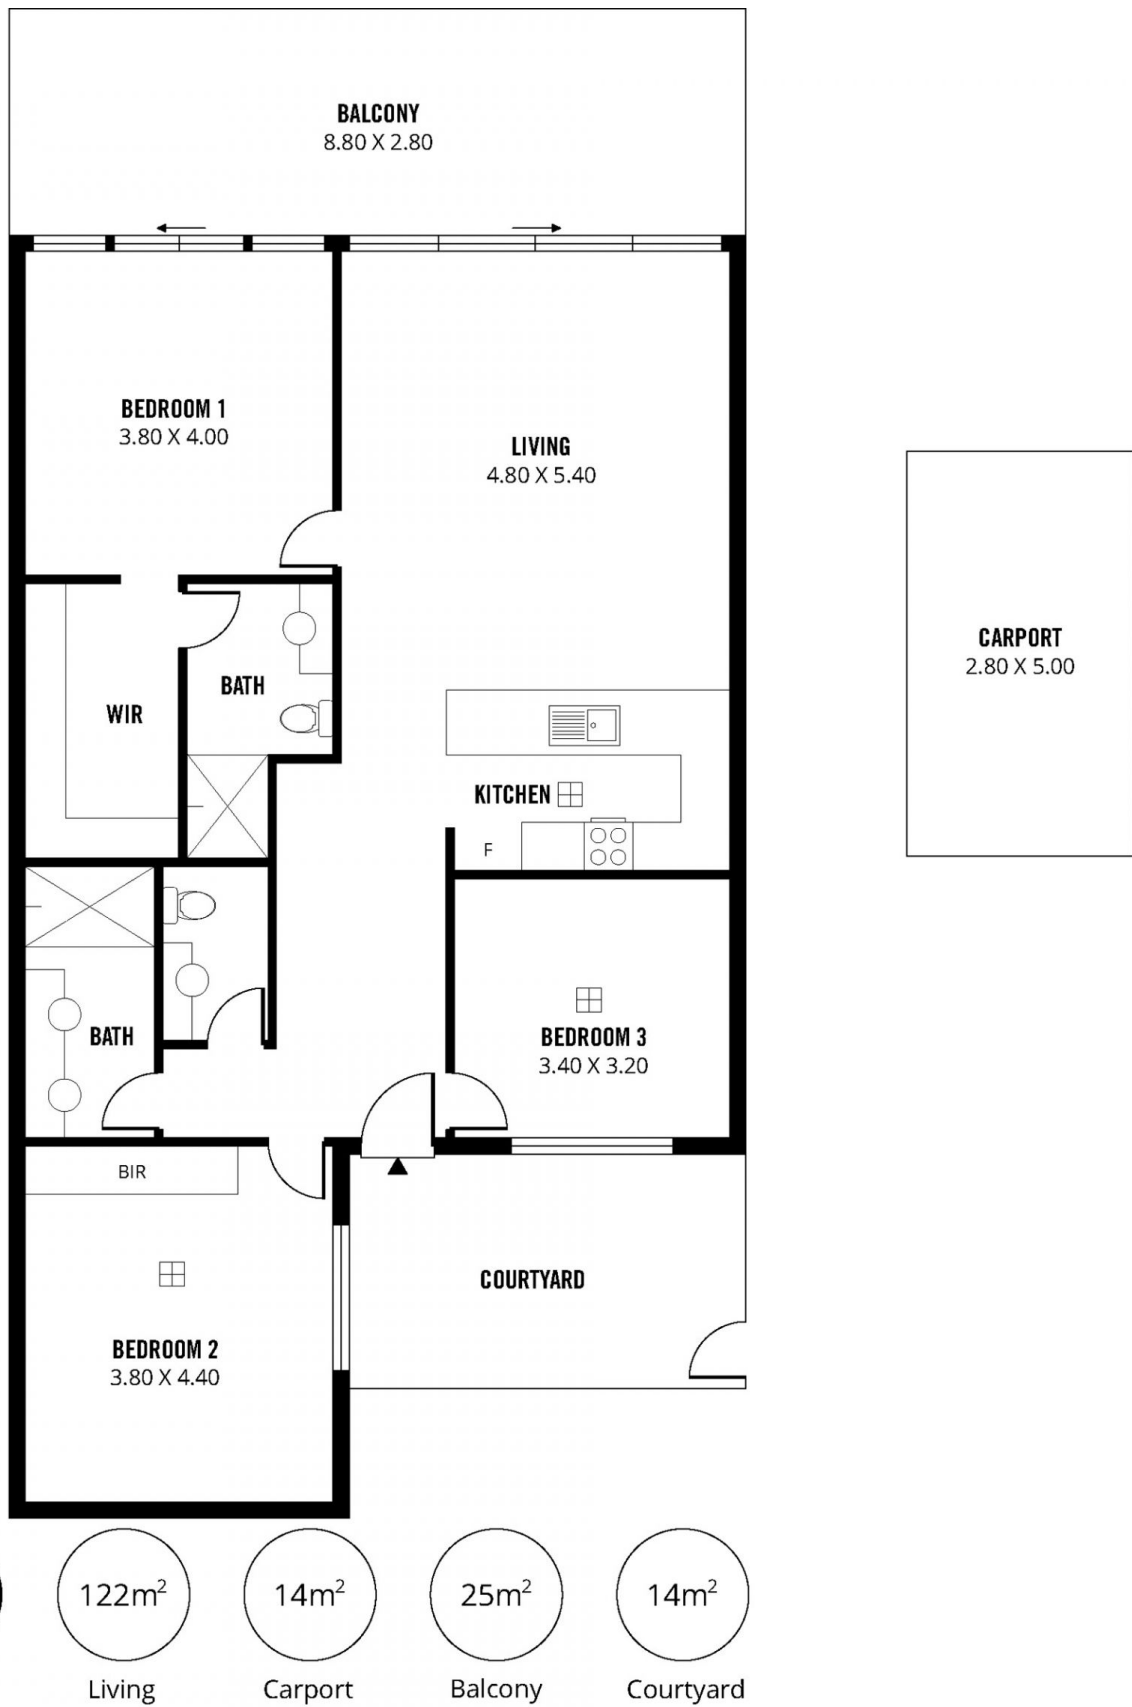 BALCONY
8.80 X 2.80
BEDROOM 1
3.80 X 4.00
LIVING
4.80 X 5.40
CARPORT
2.80 X 5.00
BATH
WIR
KITCHEN
F
BEDROOM 3
3.40 X 3.20
BATH
BIR
COURTYARD
BEDROOM 2
3.80 X 4.40
122m²
14m²
25m²
14m²
Living
Carport
Balcony
Courtyard